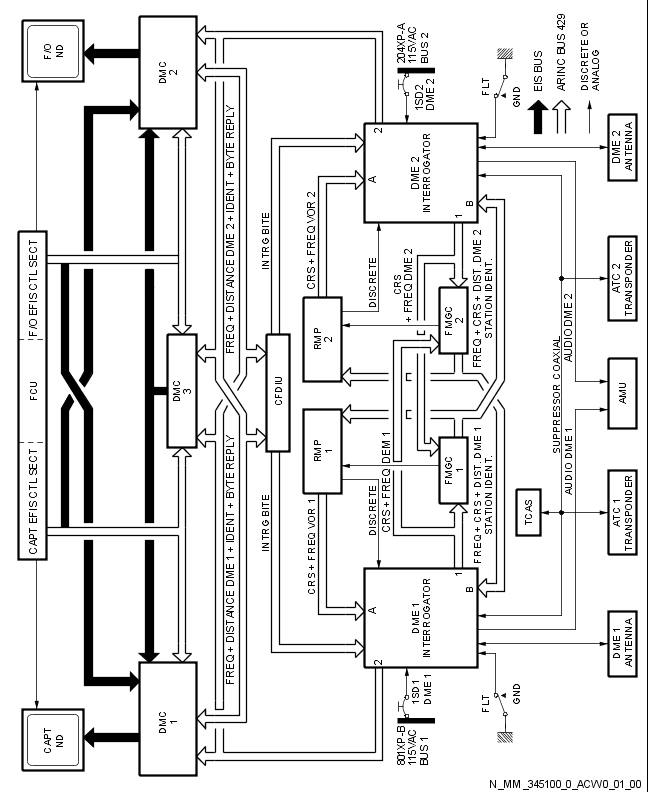 F/O
ND
DMC
2
F/O EFIS CTL SECT
FCU
CAPT EFIS CTL SECT
DMC
3
CAPT
ND
DMC
1
FREQ + DISTANCE DME 2 + IDENT + BYTE REPLY
FREQ + DISTANCE DME 1 + IDENT + BYTE REPLY
INTRG BITE
CFDIU
INTRG BITE
CRS + FREQ VOR 2
RMP
2
RMP
1
CRS + FREQ VOR 1
DISCRETE
DISCRETE
CRS
+ FREQ DME 2
CRS + FREQ DEM 1
2
A
DME 2
INTERROGATOR
1
B
FMGC
2
FMGC
1
FREQ + CRS + DIST. DME 2
STATION IDENT.
FREQ + CRS + DIST. DME 1
STATION IDENT.
2
A
DME 1
INTERROGATOR
1
B
204XP-A
115VAC
BUS 2
1SD2
DME 2
801XP-B
115VAC
BUS 1
1SD1
DME 1
FLT
GND
FLT
GND
EIS BUS
ARINC BUS 429
DISCRETE OR
ANALOG
SUPPRESSOR COAXIAL
AUDIO DME 2
AUDIO DME 1
TCAS
DME 2
ANTENNA
ATC 2
TRANSPONDER
AMU
ATC 1
TRANSPONDER
DME 1
ANTENNA
N_MM_345100_0_ACW0_01_00